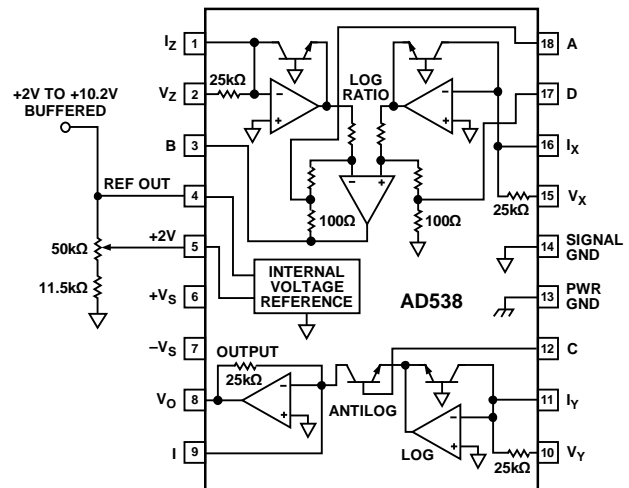 I_Z 1
V_Z 2
25kΩ
B 3
REF OUT 4
+2V 5
+V_S 6
–V_S 7
V_O 8
I 9
+2V TO +10.2V
BUFFERED
50kΩ
11.5kΩ
LOG
RATIO
100Ω
100Ω
INTERNAL
VOLTAGE
REFERENCE
AD538
OUTPUT
25kΩ
ANTILOG
LOG
18 A
17 D
16 I_X
15 V_X
25kΩ
14 SIGNAL
GND
13 PWR
GND
12 C
11 I_Y
10 V_Y
25kΩ